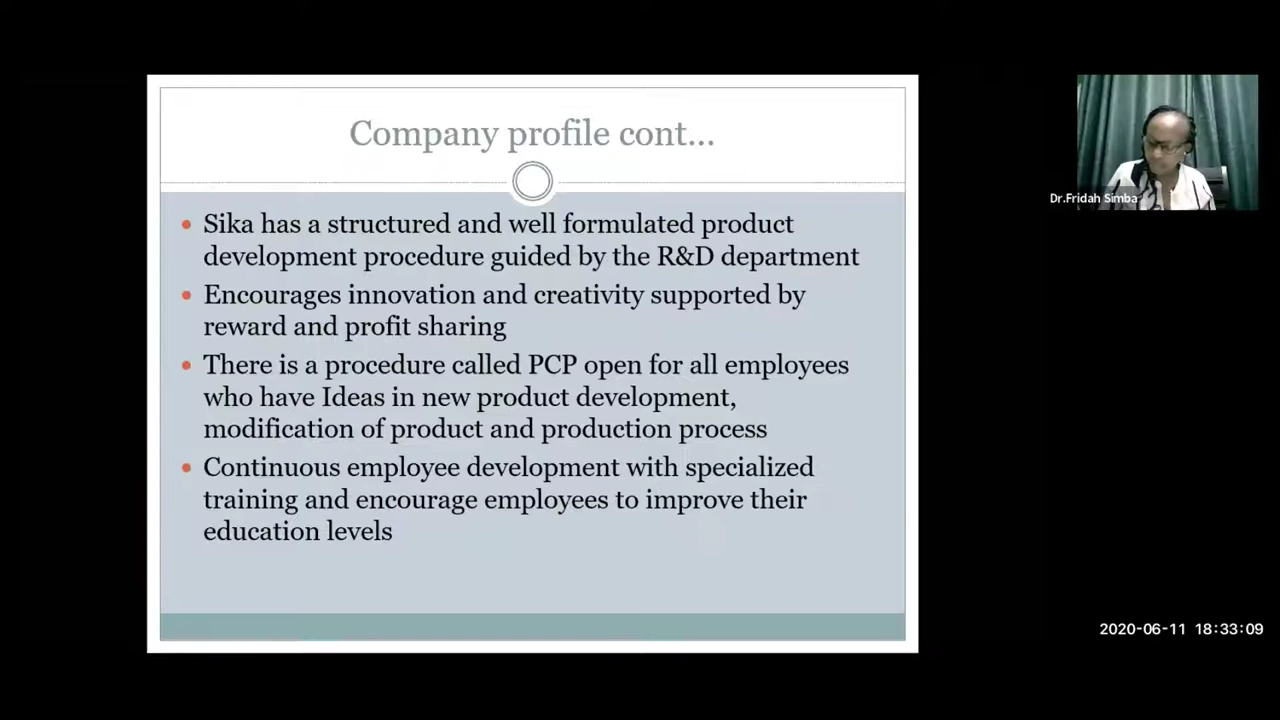 Company profile cont...
Sika has a structured and well formulated product
development procedure guided by the R&D department
Encourages innovation and creativity supported by
reward and profit sharing
There is a procedure called PCP open for all employees
who have Ideas in new product development,
modification of product and production process
Continuous employee development with specialized
training and encourage employees to improve their
education levels
Dr.Fridah Simba
2020-06-11 18:33:09